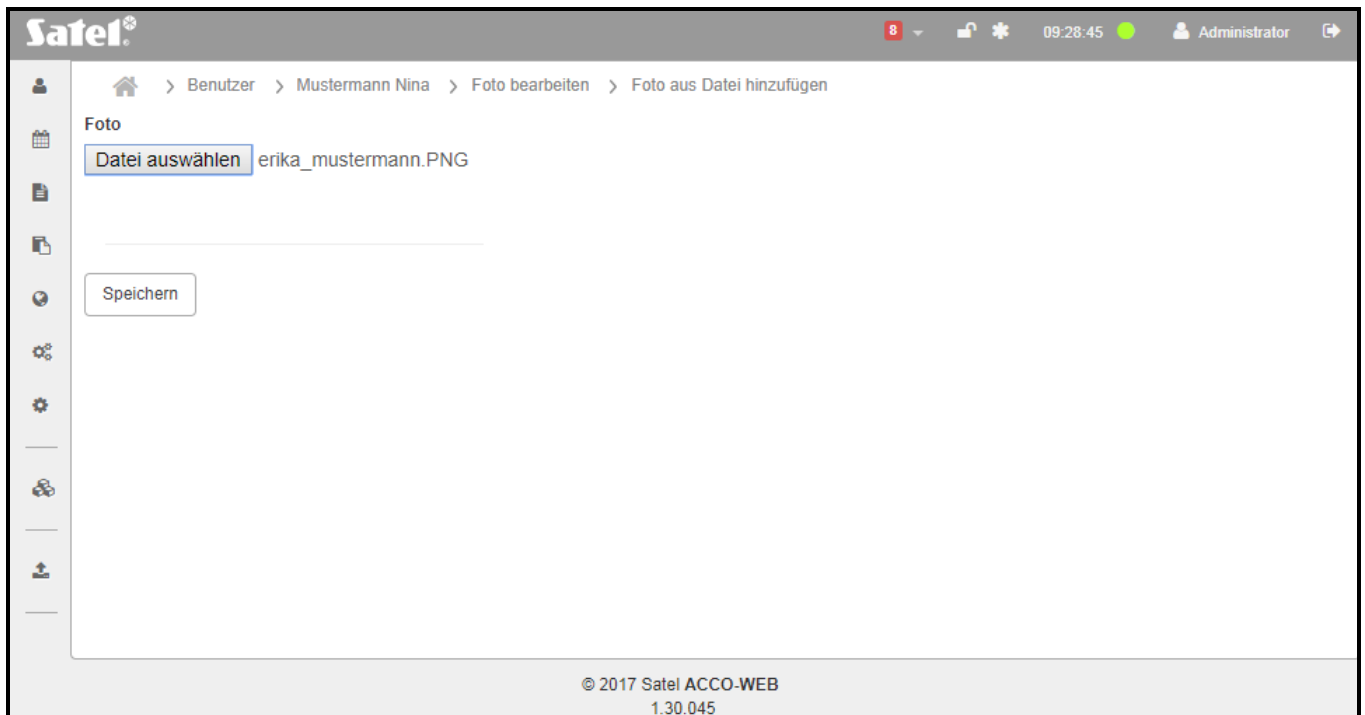 Satel®
8 09:28:45 Administrator
> Benutzer > Mustermann Nina > Foto bearbeiten > Foto aus Datei hinzufügen
Foto
Datei auswählen erika_mustermann.PNG
Speichern
© 2017 Satel ACCO-WEB
1.30.045